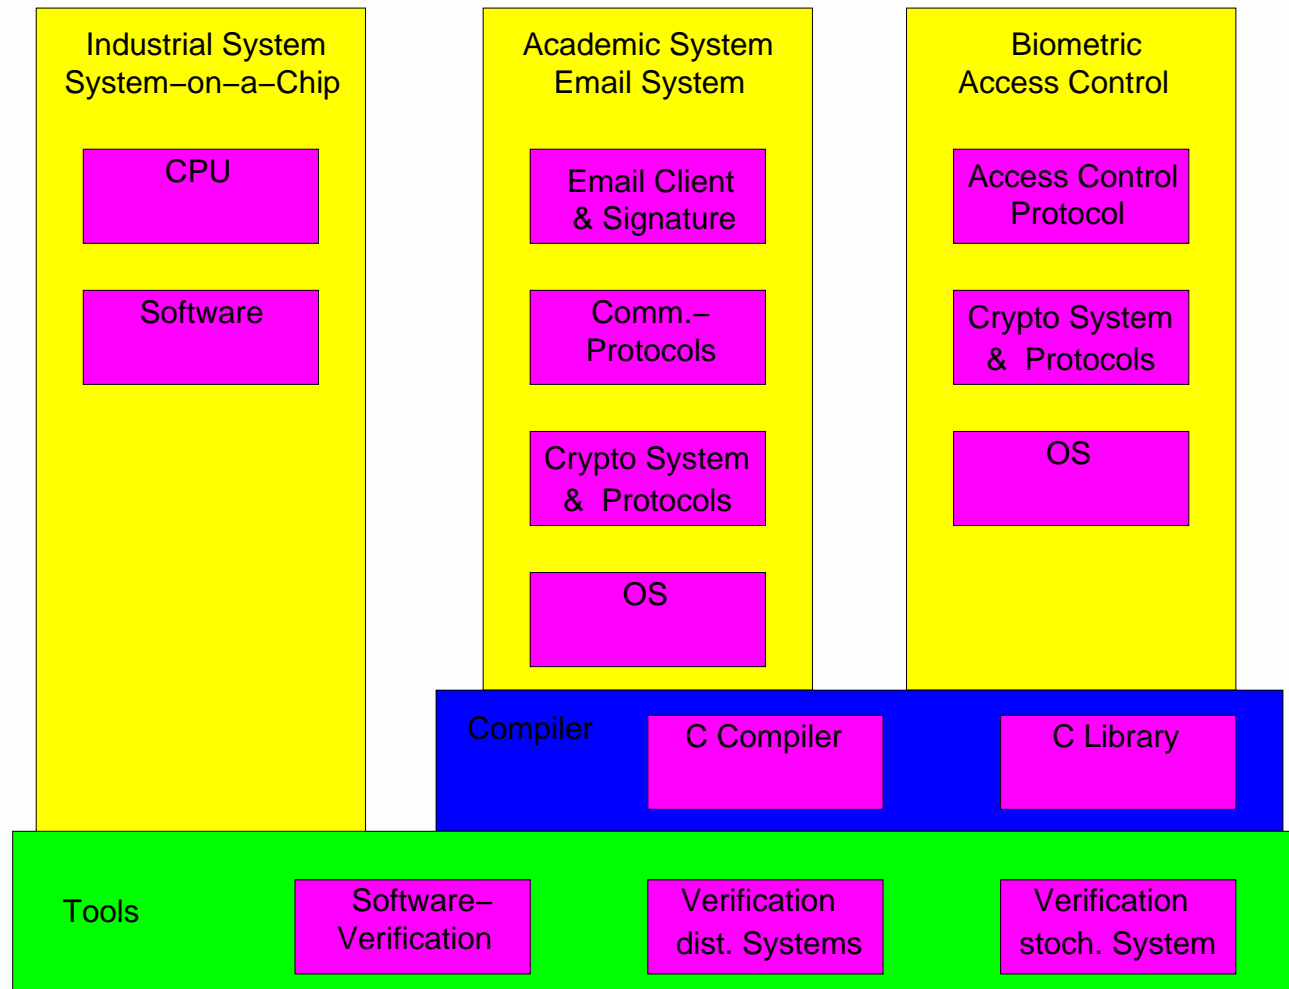 Industrial System
System−on−a−Chip
CPU
Software
Academic System
Email System
Email Client
& Signature
Comm.−
Protocols
Crypto System
& Protocols
OS
Biometric
Access Control
Access Control
Protocol
Crypto System
& Protocols
OS
Compiler
C Compiler
C Library
Tools
Software−
Verification
Verification
dist. Systems
Verification
stoch. System